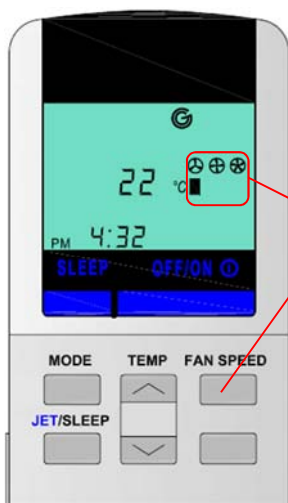 22 °C
PM 4:32
SLEEP OFF/ON
MODE TEMP FAN SPEED
JET/SLEEP